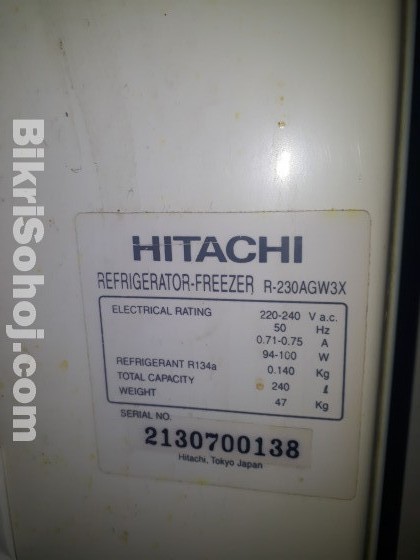 BikriSohoj.com
HITACHI
REFRIGERATOR-FREEZER R-230AGW3X
ELECTRICAL RATING 220-240 V a.c.
50 Hz
0.71-0.75 A
94-100 W
REFRIGERANT R134a 0.140 Kg
TOTAL CAPACITY 240 ℓ
WEIGHT 47 Kg
SERIAL NO.
2130700138
Hitachi, Tokyo Japan